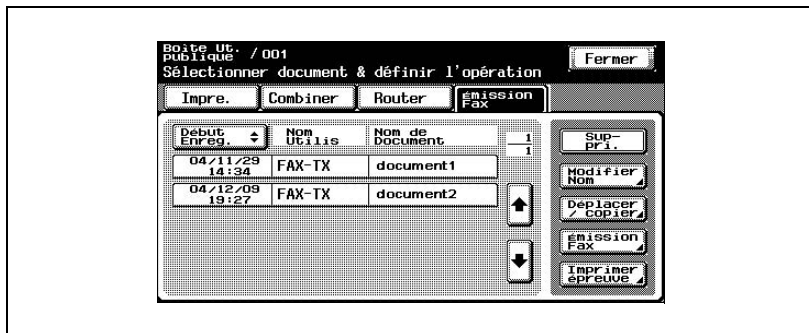 Boîte Ut. publique / 001
Fermer
Sélectionner document & définir l'opération
Impre.
Combiner
Router
émission Fax
Début Enreg.
Nom Utilis
Nom de Document
1
1
Sup-
pri.
04/11/29 14:34
FAX-TX
document1
Modifier Nom
04/12/09 19:27
FAX-TX
document2
Déplacer / copier
émission Fax
Imprimer épreuve